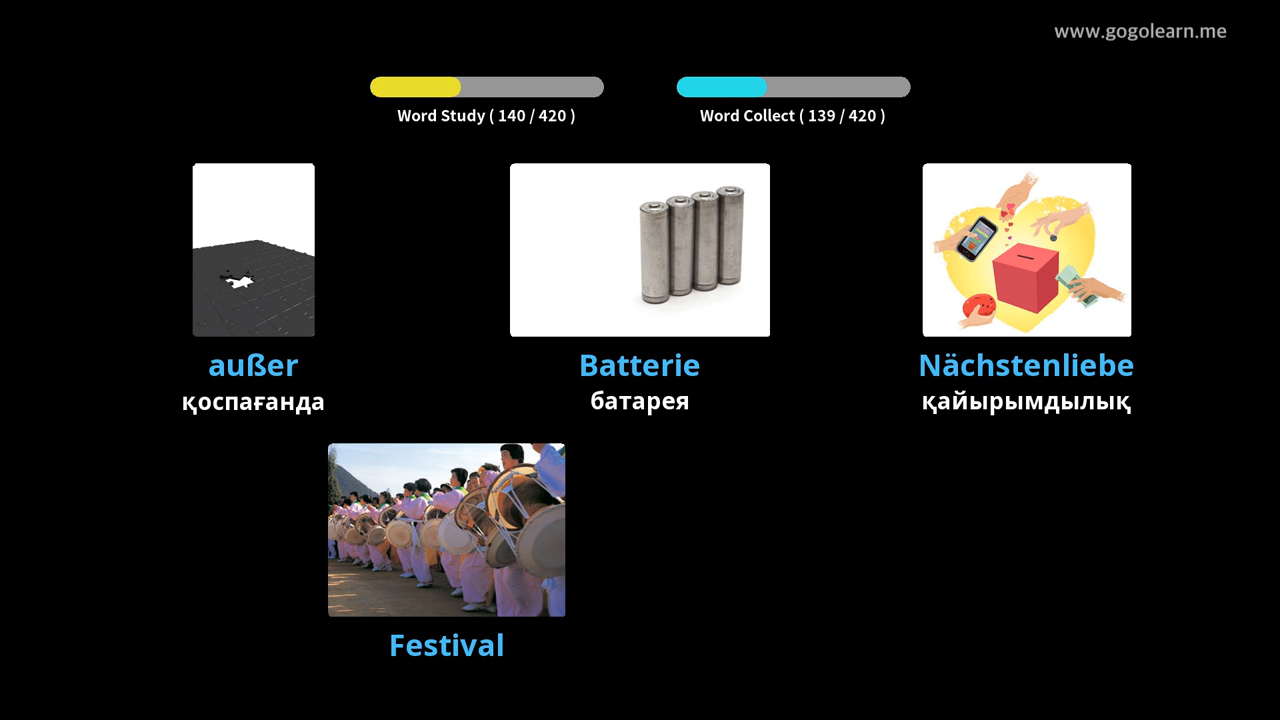 www.gogolearn.me
Word Study ( 140 / 420 )
Word Collect ( 139 / 420 )
außer
қоспағанда
Batterie
батарея
Nächstenliebe
қайырымдылық
Festival